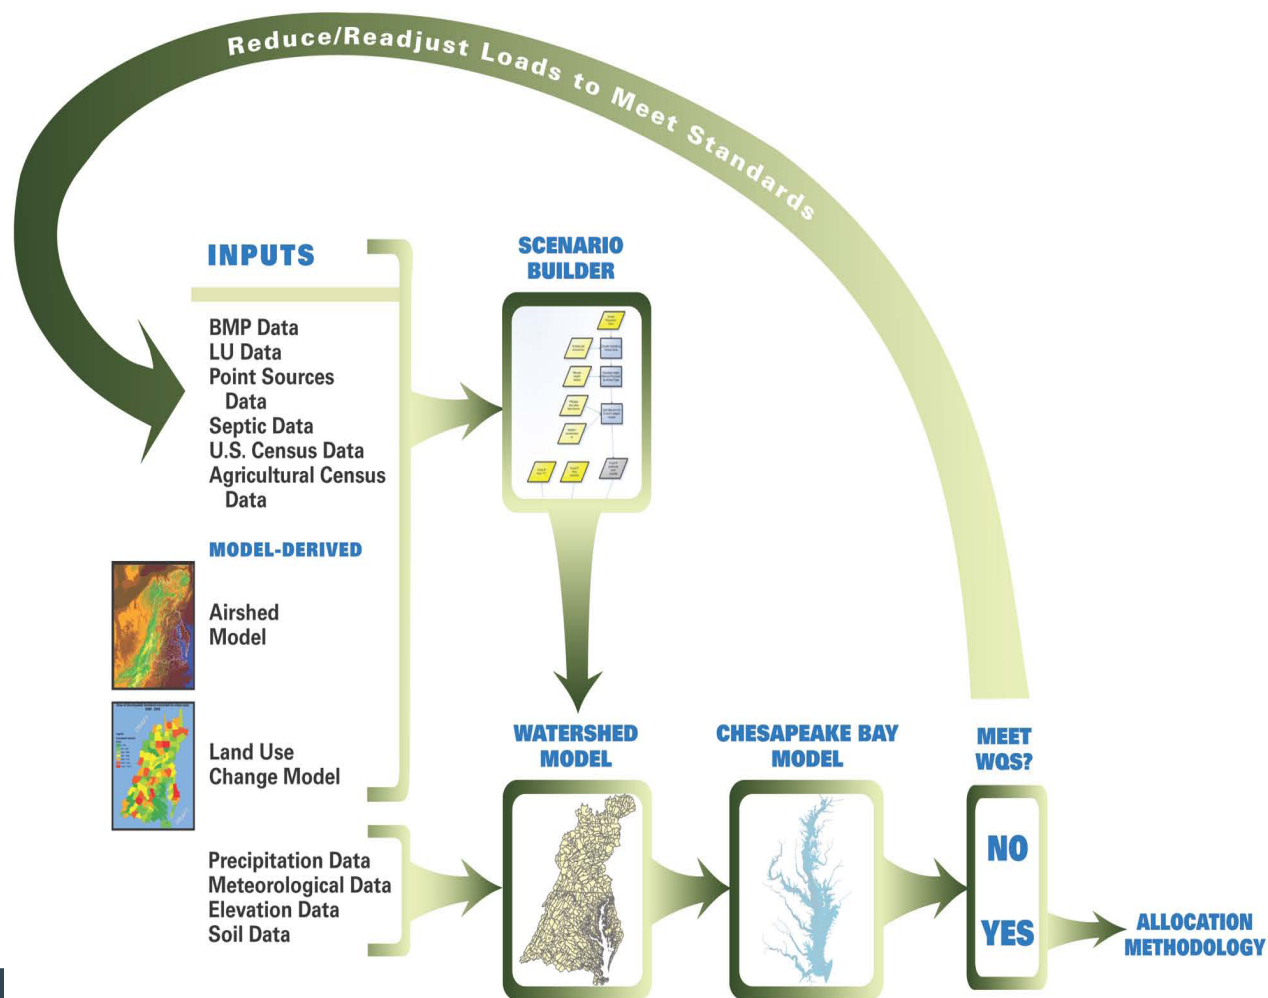 Reduce/Readjust Loads to Meet Standards
INPUTS
BMP Data
LU Data
Point Sources
Data
Septic Data
U.S. Census Data
Agricultural Census
Data
MODEL-DERIVED
Airshed
Model
Land Use
Change Model
Precipitation Data
Meteorological Data
Elevation Data
Soil Data
SCENARIO
BUILDER
WATERSHED
MODEL
CHESAPEAKE BAY
MODEL
MEET
WQS?
NO
YES
ALLOCATION
METHODOLOGY